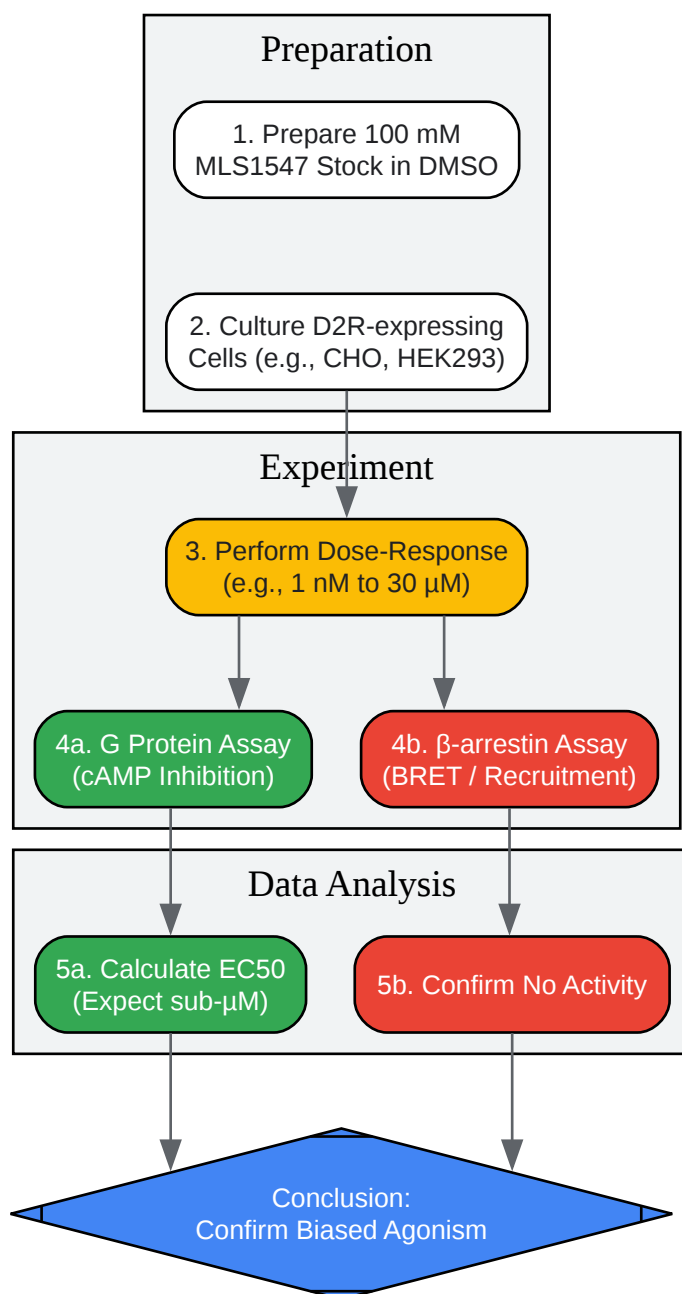 Preparation
1. Prepare 100 mM
MLS1547 Stock in DMSO
2. Culture D2R-expressing
Cells (e.g., CHO, HEK293)
Experiment
3. Perform Dose-Response
(e.g., 1 nM to 30 µM)
4a. G Protein Assay
(cAMP Inhibition)
4b. β-arrestin Assay
(BRET / Recruitment)
Data Analysis
5a. Calculate EC50
(Expect sub-µM)
5b. Confirm No Activity
Conclusion:
Confirm Biased Agonism